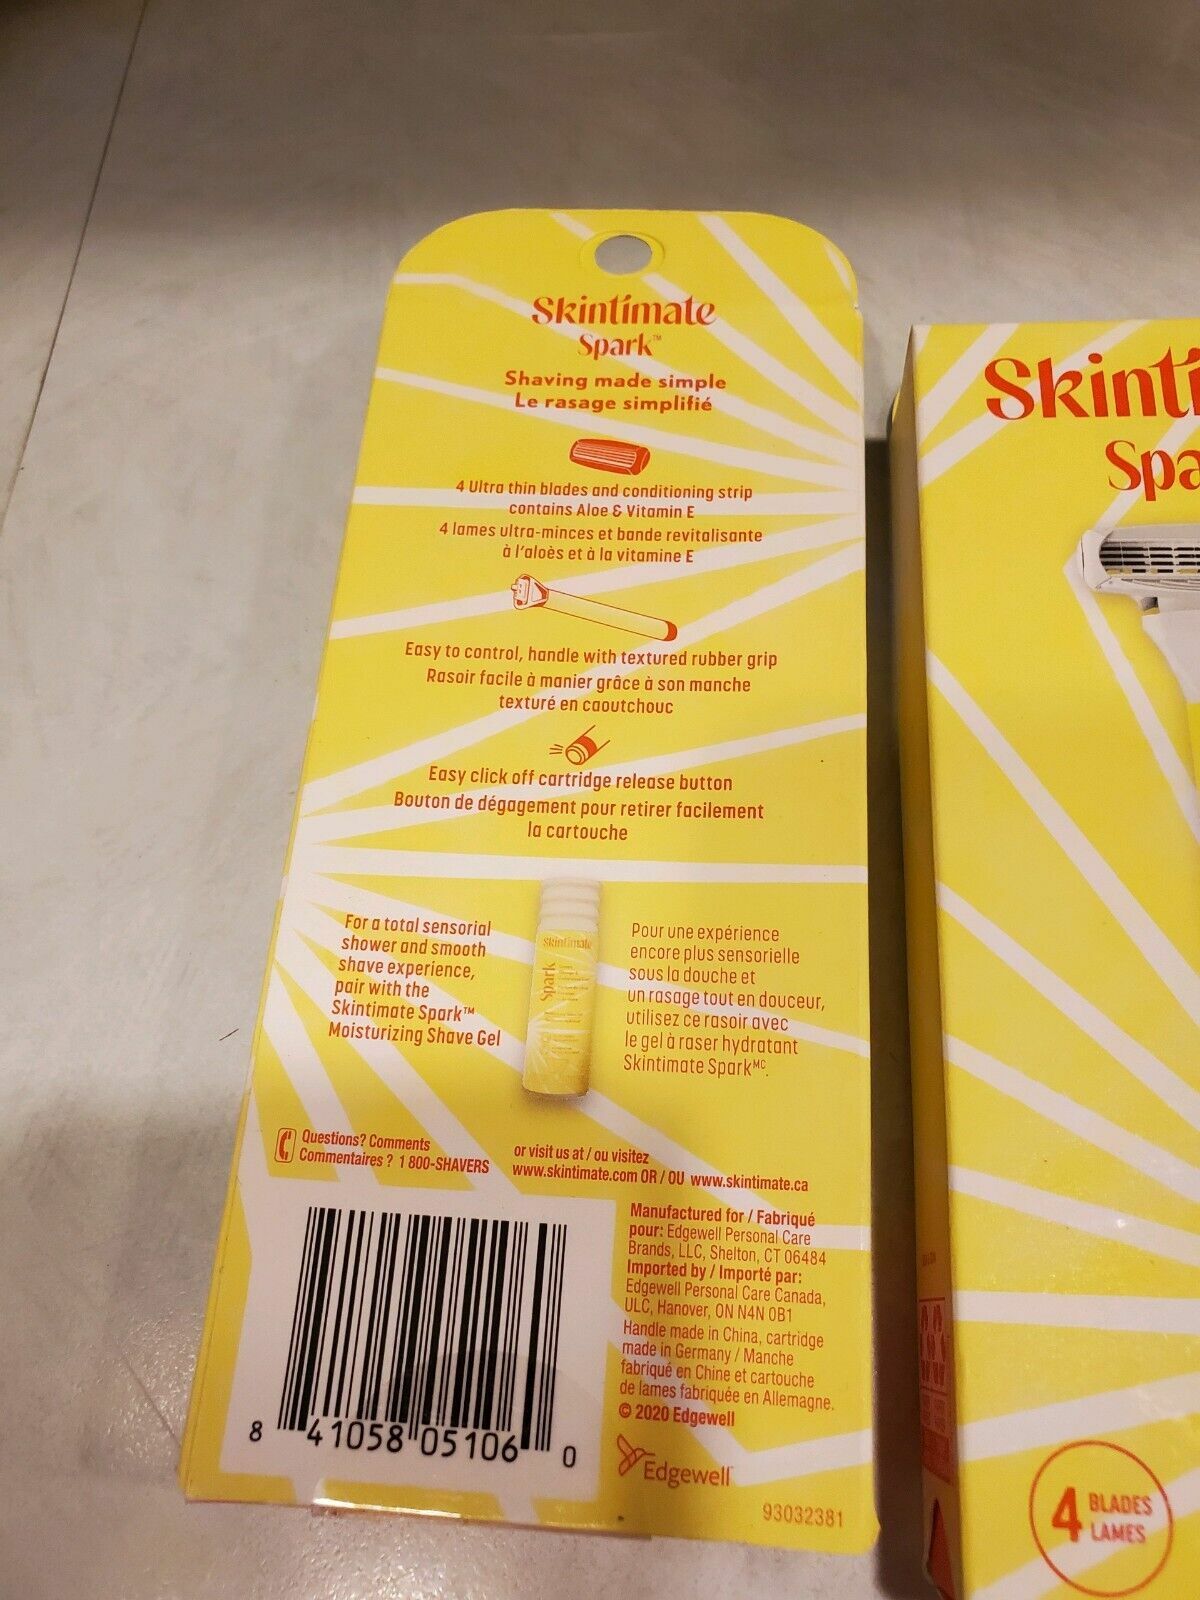 Skintimate
Spark™
Shaving made simple
Le rasage simplifié
4 Ultra thin blades and conditioning strip
contains Aloe & Vitamin E
4 lames ultra-minces et bande revitalisante
à l'aloès et à la vitamine E
Easy to control, handle with textured rubber grip
Rasoir facile à manier grâce à son manche
texturé en caoutchouc
Easy click off cartridge release button
Bouton de dégagement pour retirer facilement
la cartouche
For a total sensorial
shower and smooth
shave experience,
pair with the
Skintimate Spark™
Moisturizing Shave Gel
Skintimate
Spark
Pour une expérience
encore plus sensorielle
sous la douche et
un rasage tout en douceur,
utilisez ce rasoir avec
le gel à raser hydratant
Skintimate Sparkᴹᶜ.
Questions? Comments
Commentaires ? 1 800-SHAVERS
or visit us at / ou visitez
www.skintimate.com OR / OU www.skintimate.ca
Manufactured for / Fabriqué
pour: Edgewell Personal Care
Brands, LLC, Shelton, CT 06484
Imported by / Importé par:
Edgewell Personal Care Canada,
ULC, Hanover, ON N4N 0B1
Handle made in China, cartridge
made in Germany / Manche
fabriqué en Chine et cartouche
de lames fabriquée en Allemagne.
© 2020 Edgewell
Edgewell
93032381
8 41058 05106 0
Skinti
Spa
4 BLADES
LAMES